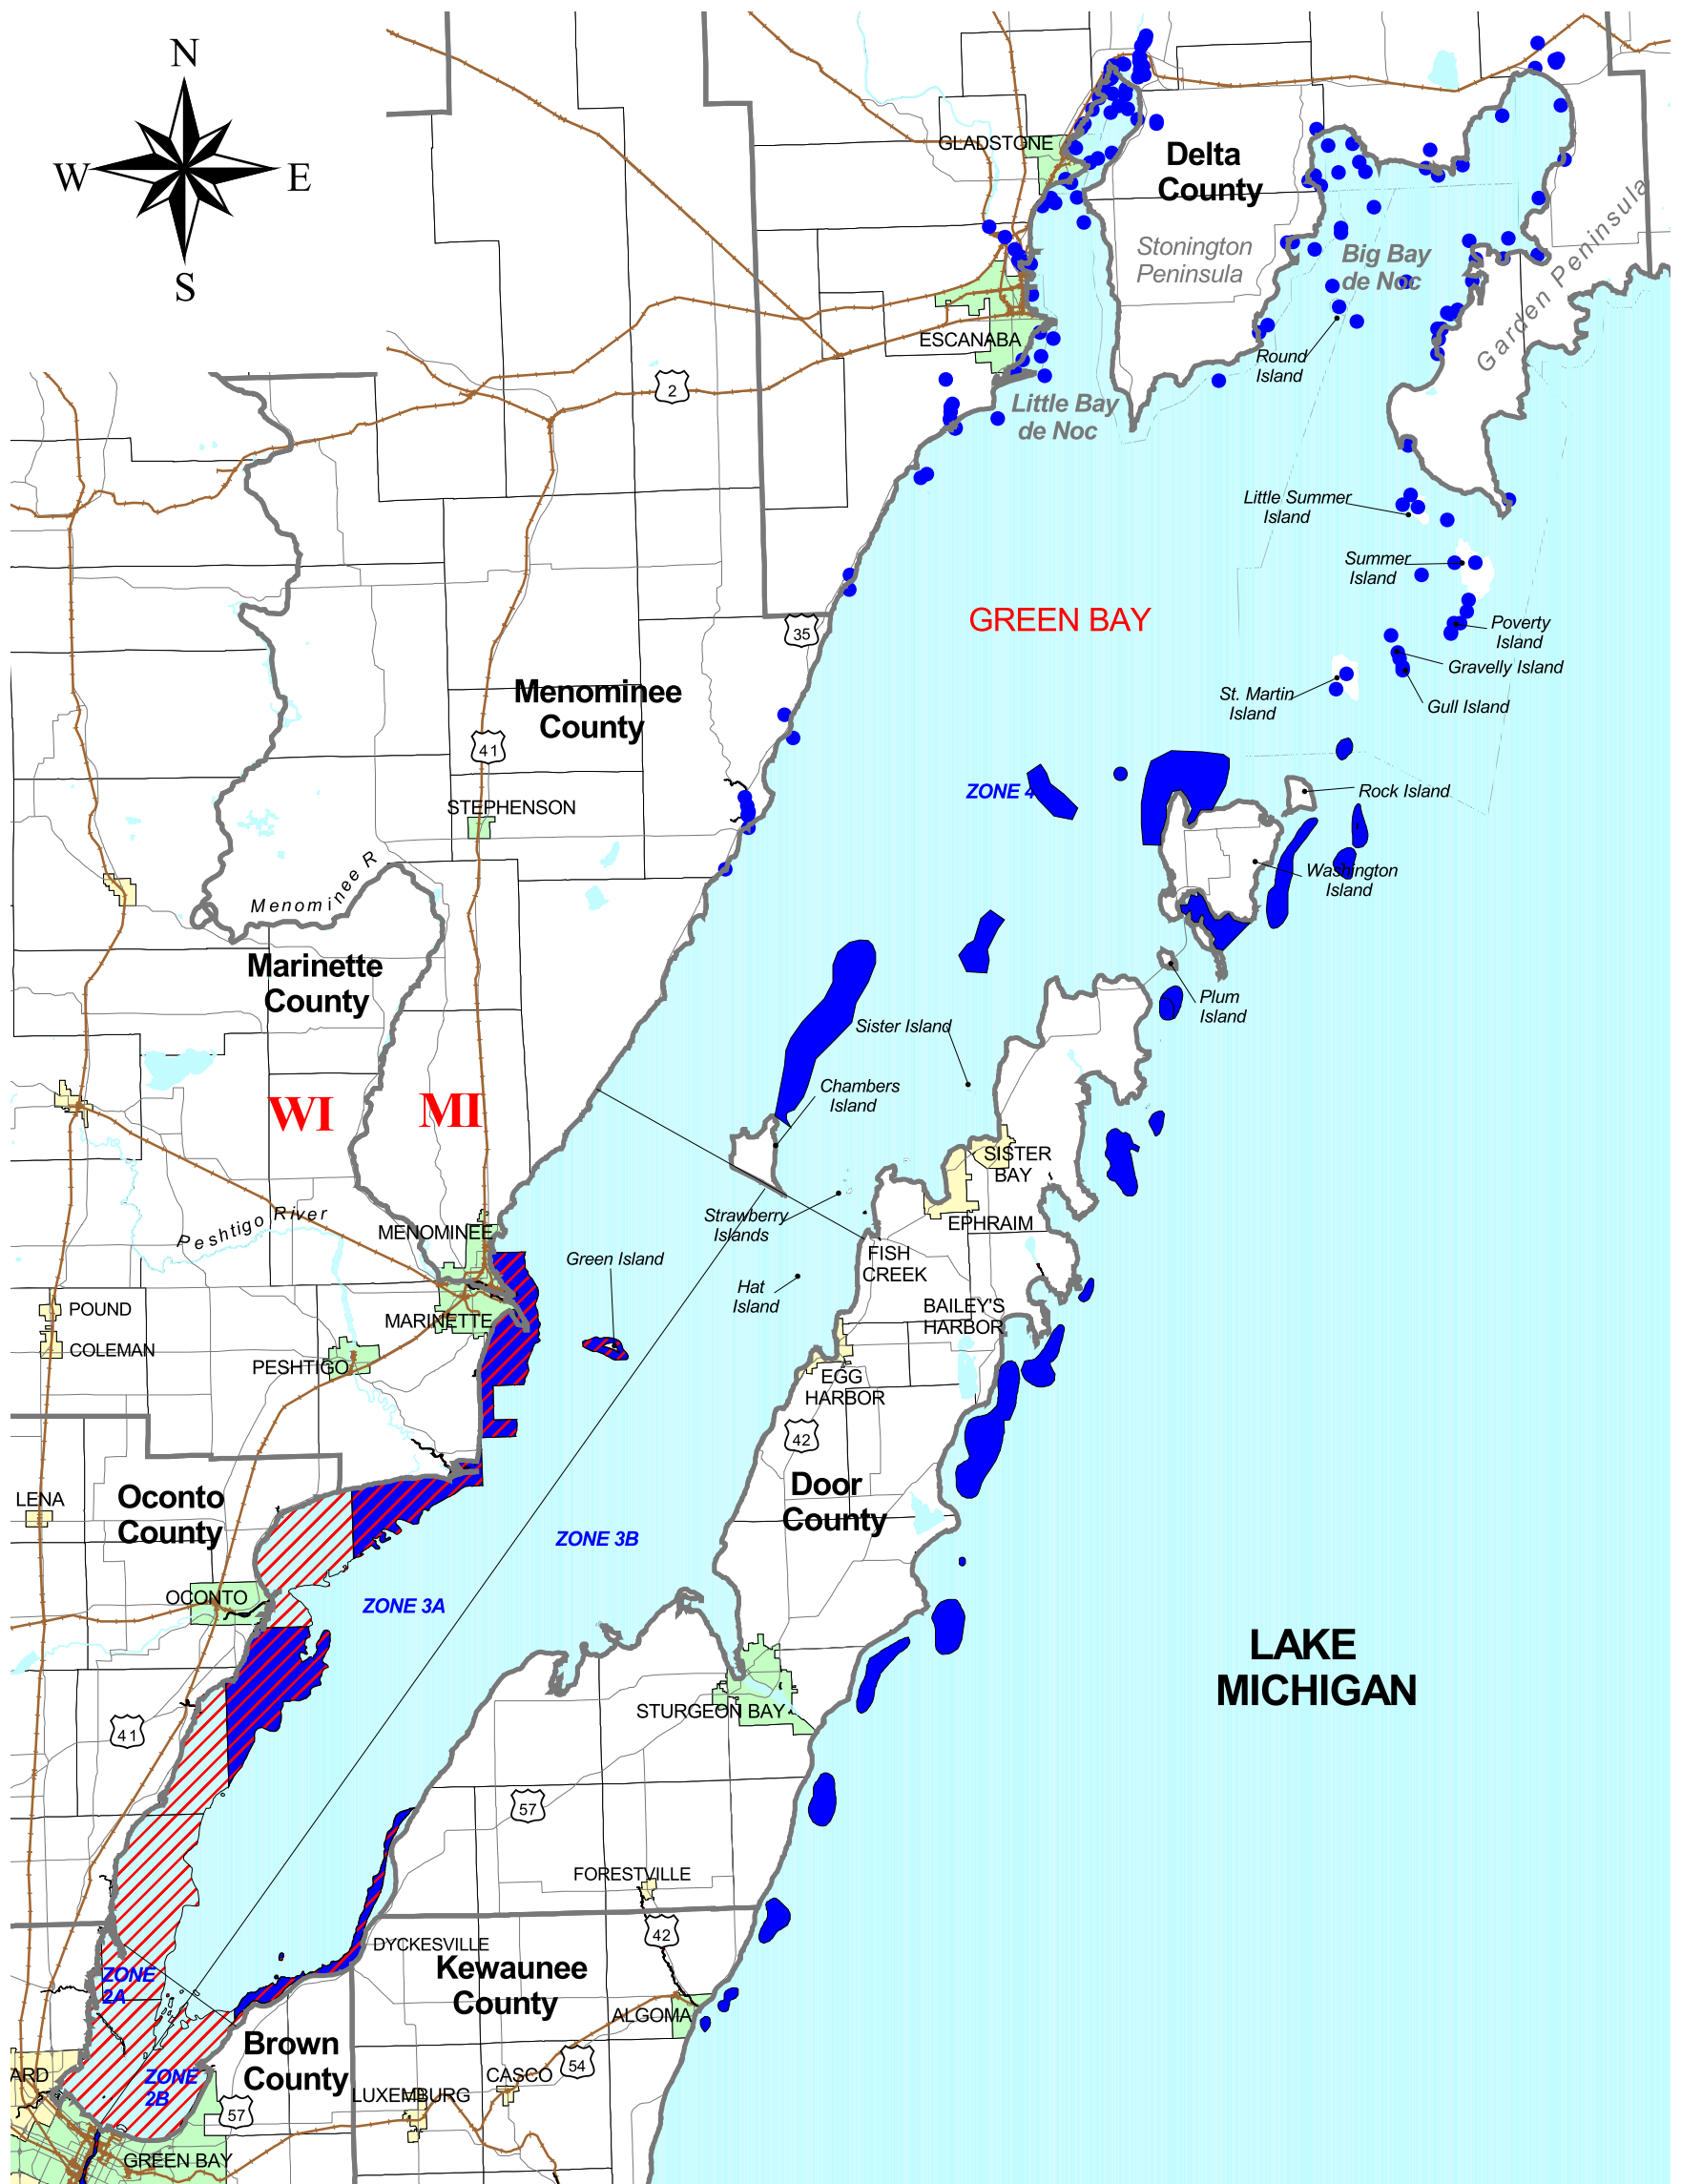 N
W
E
S
GLADSTONE
Delta
County
Stonington
Peninsula
Big Bay
de Noc
Garden Peninsula
ESCANABA
2
Round
Island
Little Bay
de Noc
Little Summer
Island
Summer
Island
35
GREEN BAY
Poverty
Island
Gravelly Island
Gull Island
St. Martin
Island
Menominee
County
41
STEPHENSON
ZONE 4
Rock Island
Washington
Island
Menominee R
Marinette
County
Plum
Island
Sister Island
Chambers
Island
WI
MI
SISTER
BAY
Strawberry
Islands
EPHRAIM
Peshtigo River
MENOMINEE
Green Island
FISH
CREEK
Hat
Island
BAILEY'S
HARBOR
POUND
MARINETTE
COLEMAN
PESHTIGO
EGG
HARBOR
42
LENA
Oconto
County
Door
County
ZONE 3B
OCONTO
ZONE 3A
LAKE
MICHIGAN
STURGEON BAY
41
57
FORESTVILLE
42
DYCKESVILLE
Kewaunee
County
ZONE
2A
ALGOMA
Brown
County
54
ARD
ZONE
2B
CASCO
LUXEMBURG
57
GREEN BAY